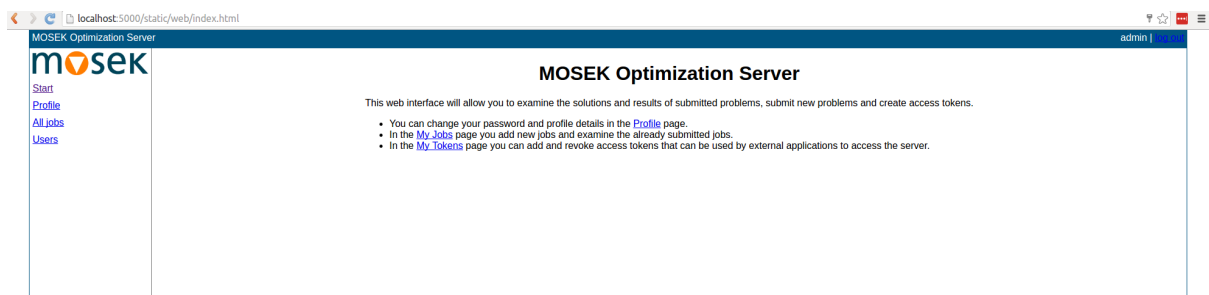 localhost:5000/static/web/index.html
MOSEK Optimization Server
admin | log out
mosek
Start
Profile
All jobs
Users
MOSEK Optimization Server
This web interface will allow you to examine the solutions and results of submitted problems, submit new problems and create access tokens.
• You can change your password and profile details in the Profile page.
• In the My Jobs page you add new jobs and examine the already submitted jobs.
• In the My Tokens page you can add and revoke access tokens that can be used by external applications to access the server.